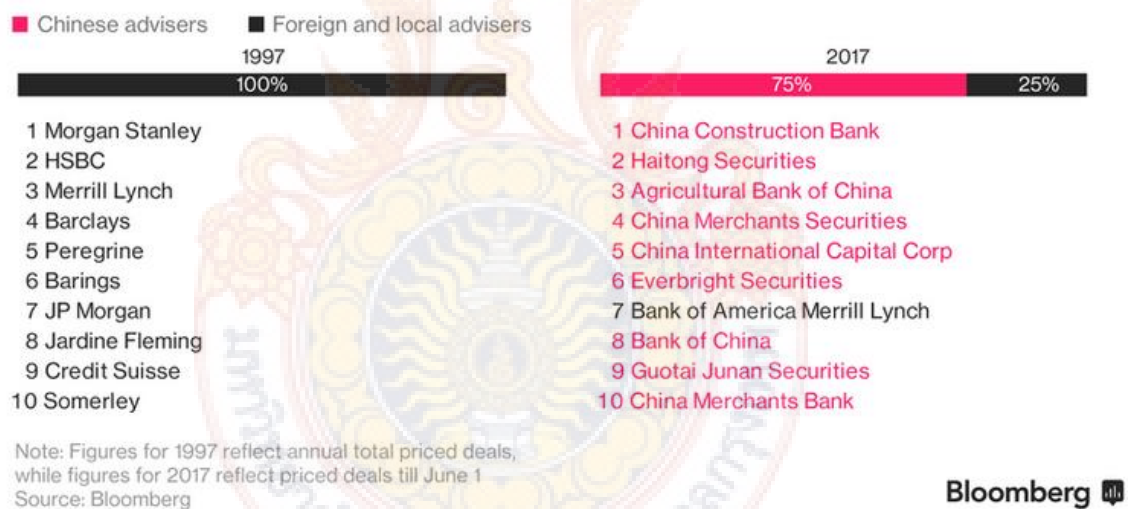 Chinese advisers Foreign and local advisers
1997
100%
1 Morgan Stanley
2 HSBC
3 Merrill Lynch
4 Barclays
5 Peregrine
6 Barings
7 JP Morgan
8 Jardine Fleming
9 Credit Suisse
10 Somerley
2017
75% 25%
1 China Construction Bank
2 Haitong Securities
3 Agricultural Bank of China
4 China Merchants Securities
5 China International Capital Corp
6 Everbright Securities
7 Bank of America Merrill Lynch
8 Bank of China
9 Guotai Junan Securities
10 China Merchants Bank
Note: Figures for 1997 reflect annual total priced deals,
while figures for 2017 reflect priced deals till June 1
Source: Bloomberg
Bloomberg